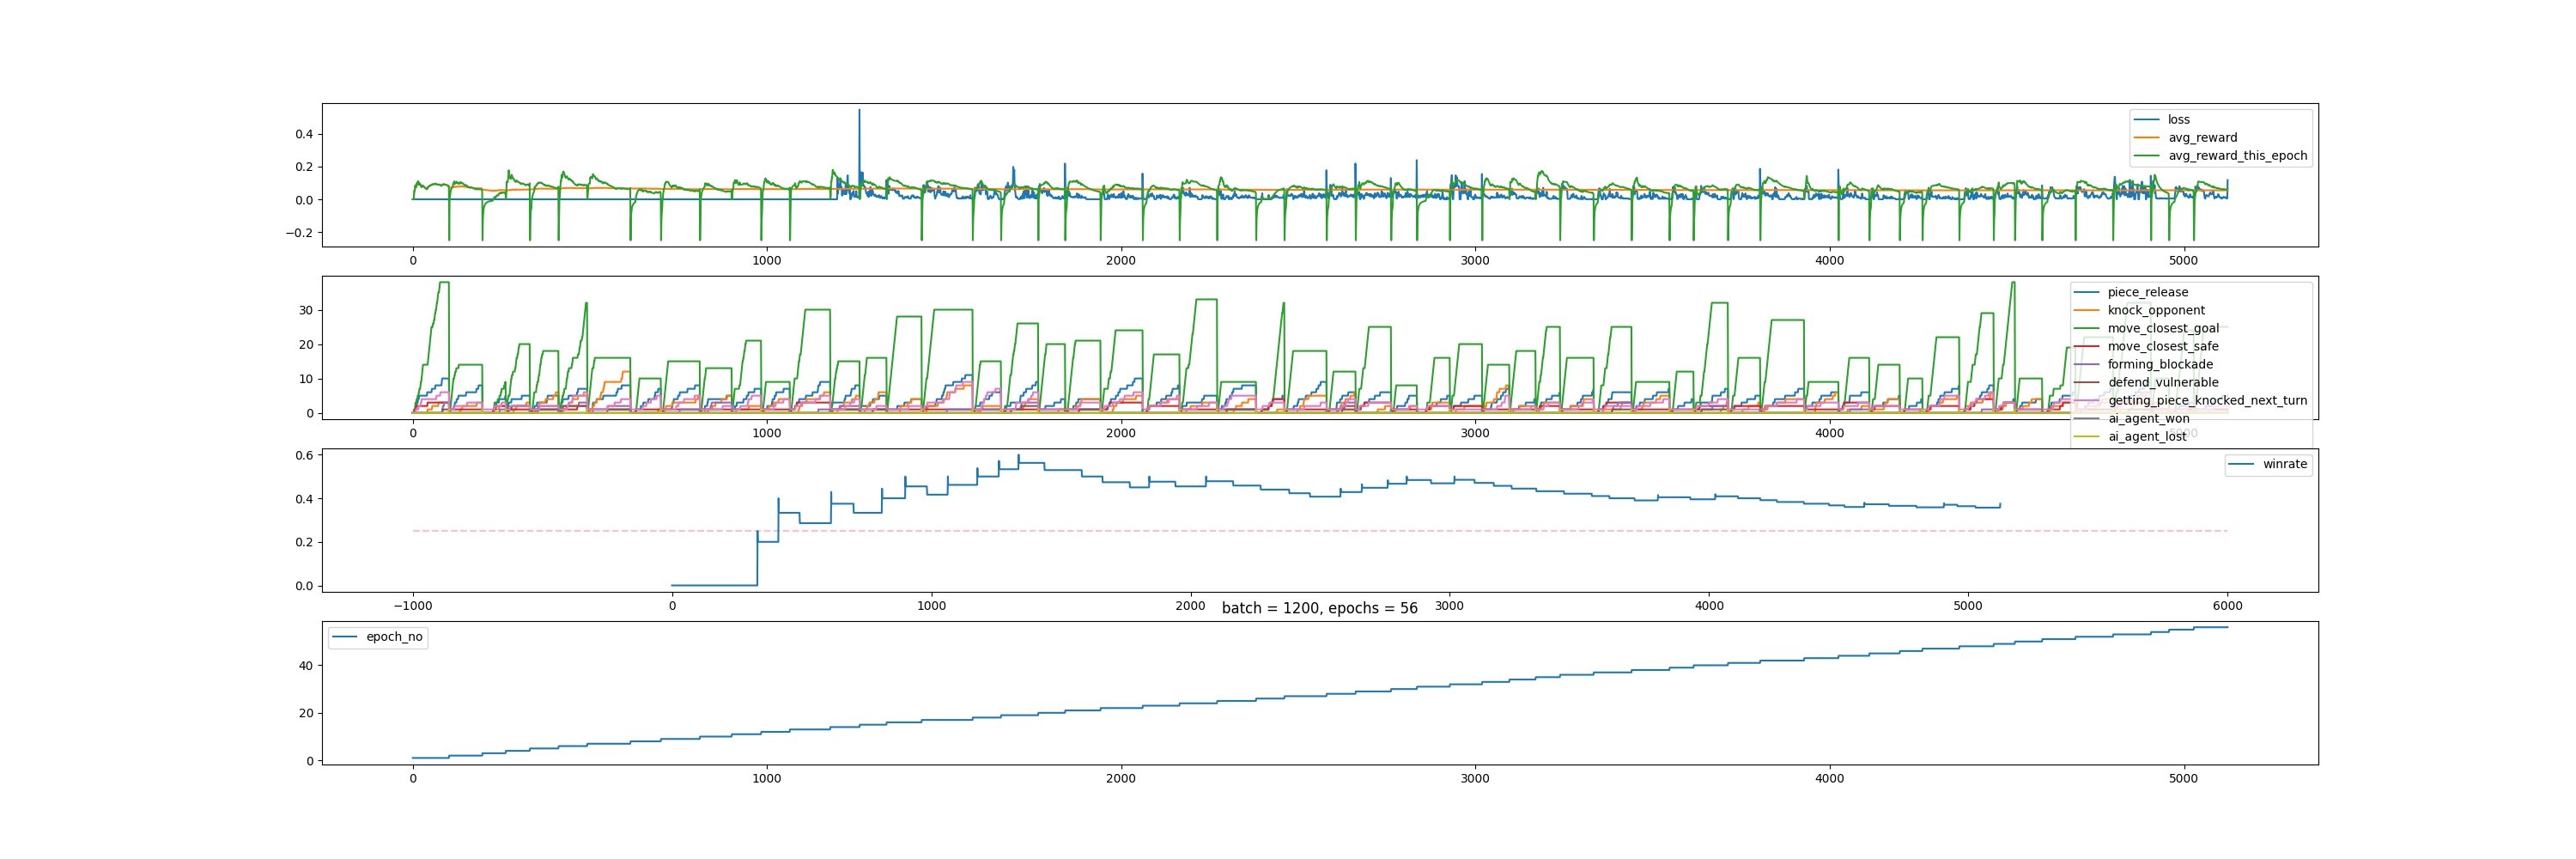 0.4
0.2
0.0
−0.2
loss
avg_reward
avg_reward_this_epoch
0 1000 2000 3000 4000 5000
30
20
10
0
piece_release
knock_opponent
move_closest_goal
move_closest_safe
forming_blockade
defend_vulnerable
getting_piece_knocked_next_turn
ai_agent_won
ai_agent_lost
0 1000 2000 3000 4000 5000
0.6
0.4
0.2
0.0
winrate
−1000 0 1000 2000 3000 4000 5000 6000
batch = 1200, epochs = 56
epoch_no
40
20
0
0 1000 2000 3000 4000 5000